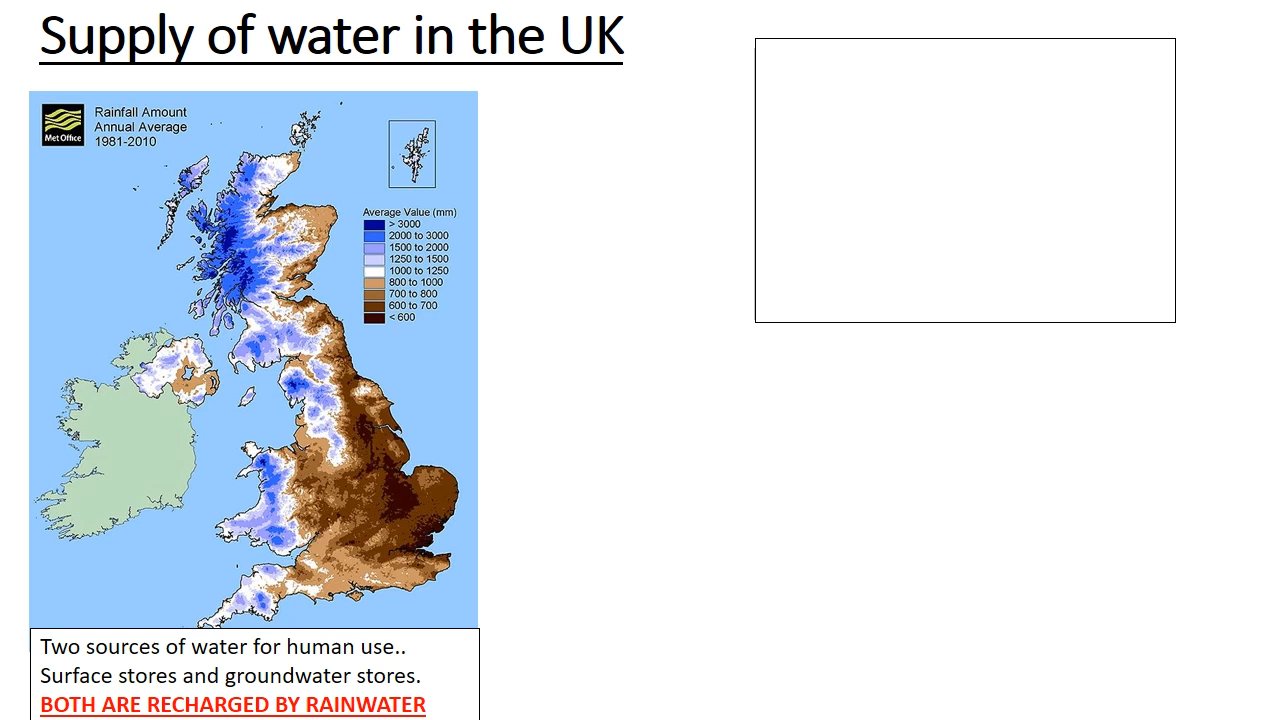 Supply of water in the UK
Met Office
Rainfall Amount
Annual Average
1981-2010
Average Value (mm)
> 3000
2000 to 3000
1500 to 2000
1250 to 1500
1000 to 1250
800 to 1000
700 to 800
600 to 700
< 600
Two sources of water for human use..
Surface stores and groundwater stores.
BOTH ARE RECHARGED BY RAINWATER